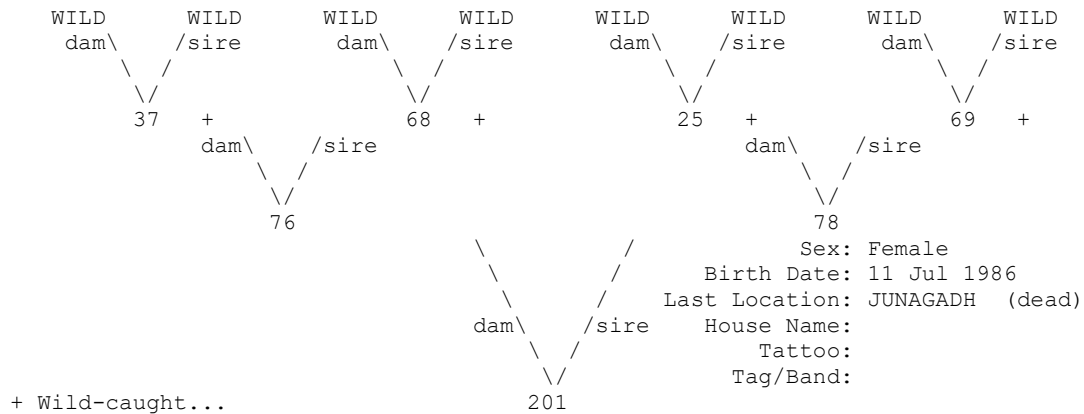 WILD WILD WILD WILD WILD WILD WILD WILD
dam\ /sire dam\ /sire dam\ /sire dam\ /sire
\ / \ / \ / \ /
\/ \/ \/ \/
37 + 68 + 25 + 69 +
dam\ /sire dam\ /sire
\ / \ /
\/ \/
76 78
\ / Sex: Female
\ / Birth Date: 11 Jul 1986
\ / Last Location: JUNAGADH (dead)
dam\ /sire House Name:
\ / Tattoo:
\/ Tag/Band:
+ Wild-caught... 201